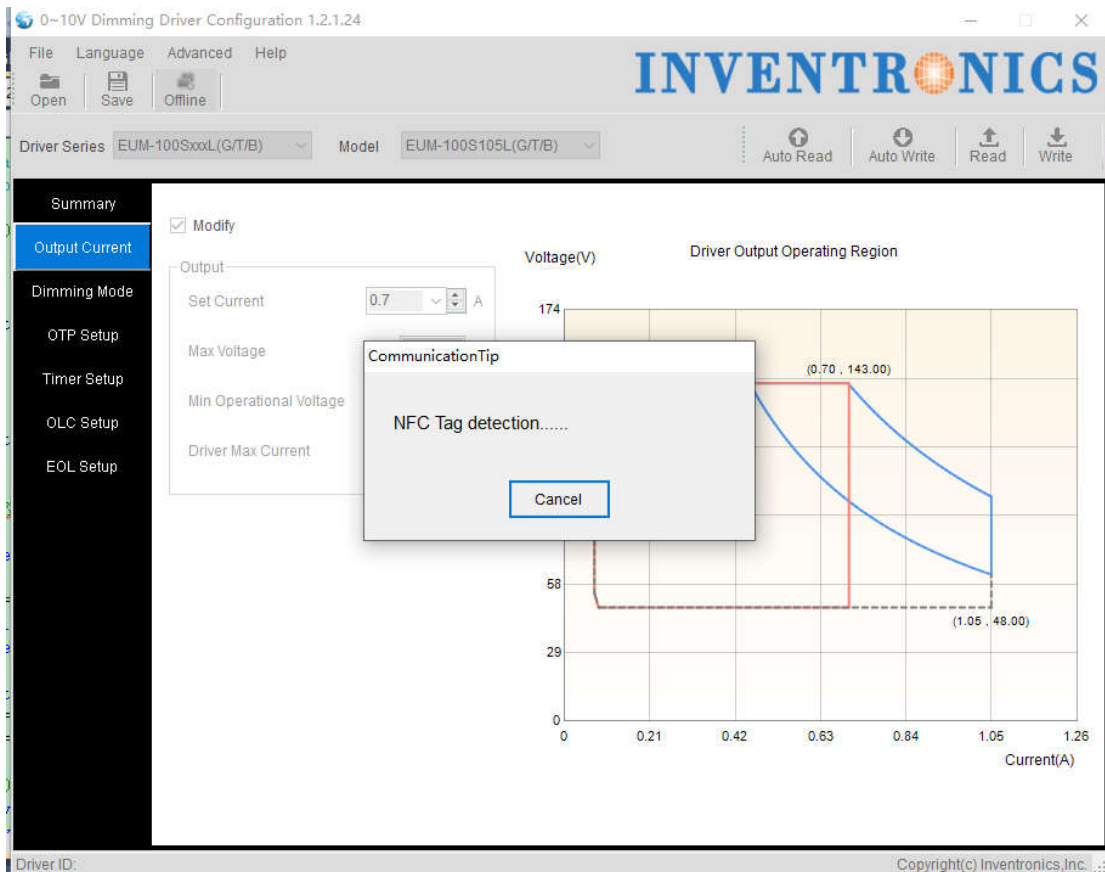 0~10V Dimming Driver Configuration 1.2.1.24
File Language Advanced Help
Open Save Offline
INVENTRONICS
Driver Series EUM-100SxxxL(G/T/B) Model EUM-100S105L(G/T/B) Auto Read Auto Write Read Write
Summary
Output Current
Dimming Mode
OTP Setup
Timer Setup
OLC Setup
EOL Setup
Modify
Output
Set Current 0.7 A
Max Voltage
Min Operational Voltage
Driver Max Current
CommunicationTip
NFC Tag detection......
Cancel
Voltage(V) Driver Output Operating Region
174
(0.70 , 143.00)
58
(1.05 , 48.00)
29
0
0 0.21 0.42 0.63 0.84 1.05 1.26
Current(A)
Driver ID: Copyright(c) Inventronics,Inc.